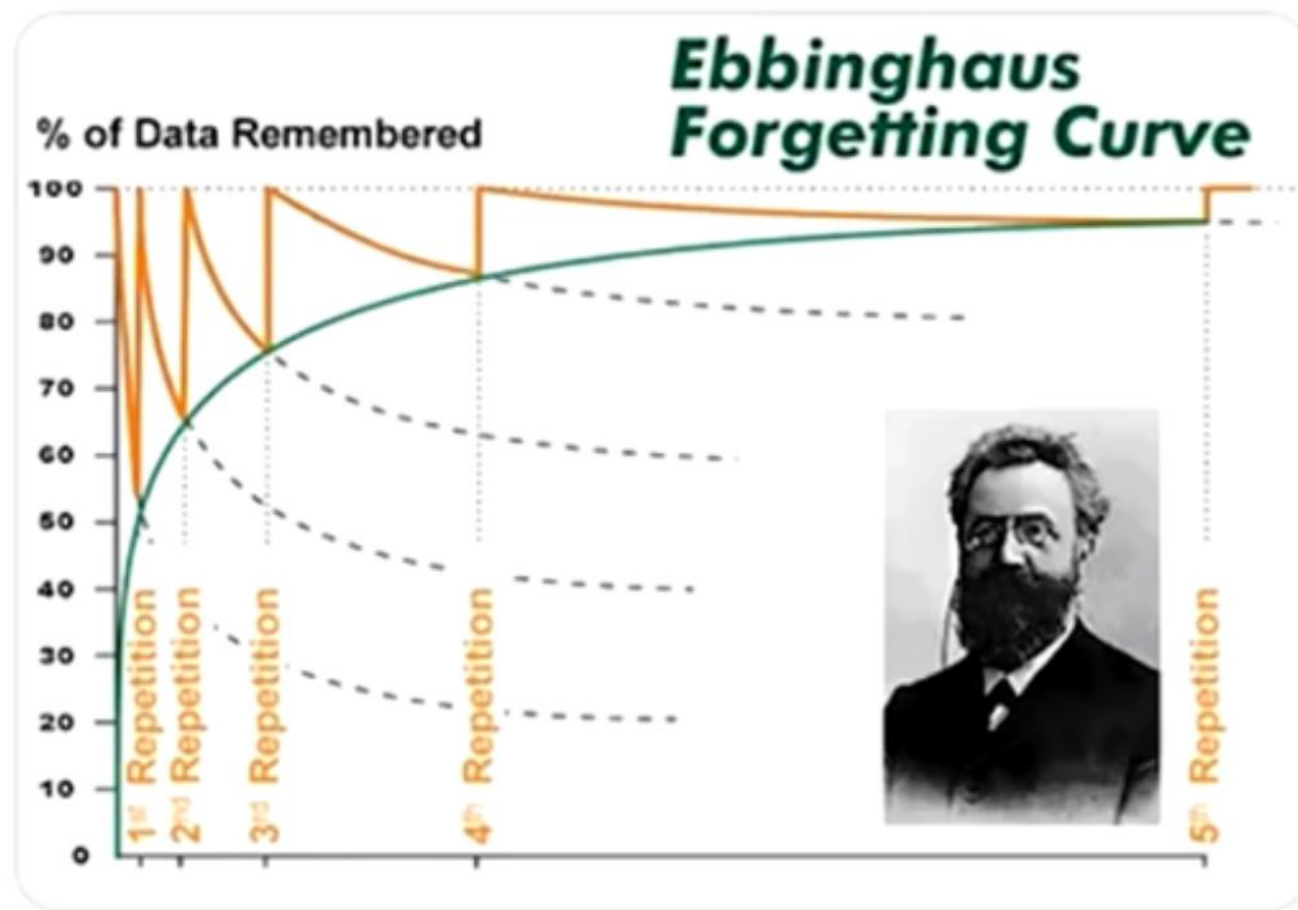 Ebbinghaus
Forgetting Curve
% of Data Remembered
100
90
80
70
60
50
40
30
20
10
0
1st Repetition
2nd Repetition
3rd Repetition
4th Repetition
5th Repetition